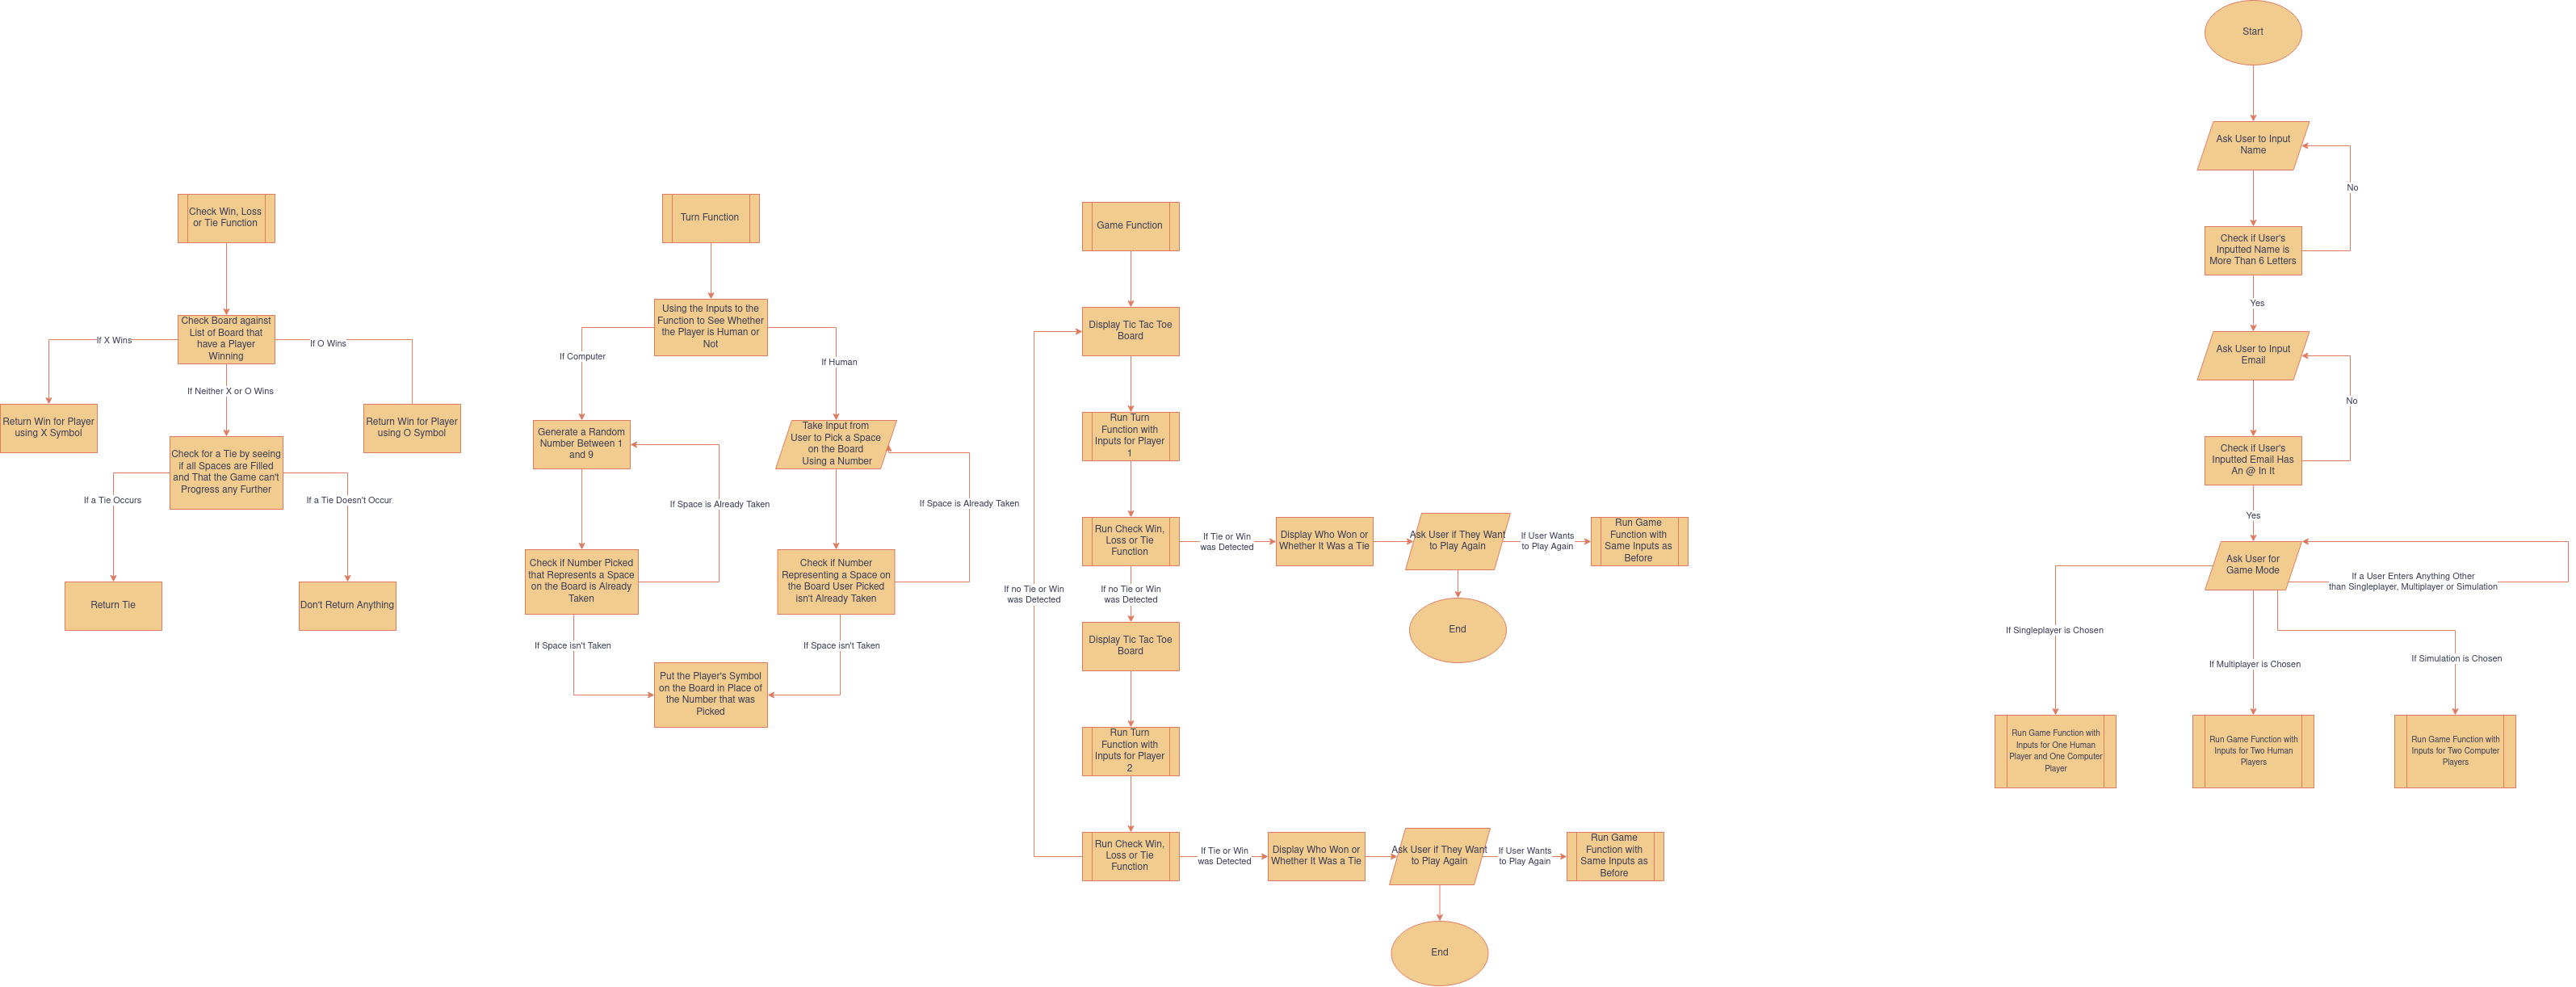 Check Win, Loss
or Tie Function
Check Board against
List of Board that
have a Player
Winning
If X Wins
If O Wins
If Neither X or O Wins
Return Win for Player
using X Symbol
Return Win for Player
using O Symbol
Check for a Tie by seeing
if all Spaces are Filled
and That the Game can't
Progress any Further
If a Tie Occurs
If a Tie Doesn't Occur
Return Tie
Don't Return Anything
Turn Function
Using the Inputs to the
Function to See Whether
the Player is Human or
Not
If Computer
If Human
Generate a Random
Number Between 1
and 9
Take Input from
User to Pick a Space
on the Board
Using a Number
If Space is Already Taken
If Space is Already Taken
Check if Number Picked
that Represents a Space
on the Board is Already
Taken
Check if Number
Representing a Space on
the Board User Picked
isn't Already Taken
If Space isn't Taken
If Space isn't Taken
Put the Player's Symbol
on the Board in Place of
the Number that was
Picked
Game Function
Display Tic Tac Toe
Board
Run Turn
Function with
Inputs for Player
1
Run Check Win,
Loss or Tie
Function
If Tie or Win
was Detected
Display Who Won or
Whether It Was a Tie
Ask User if They Want
to Play Again
If User Wants
to Play Again
Run Game
Function with
Same Inputs as
Before
End
If no Tie or Win
was Detected
If no Tie or Win
was Detected
Display Tic Tac Toe
Board
Run Turn
Function with
Inputs for Player
2
Run Check Win,
Loss or Tie
Function
If Tie or Win
was Detected
Display Who Won or
Whether It Was a Tie
Ask User if They Want
to Play Again
If User Wants
to Play Again
Run Game
Function with
Same Inputs as
Before
End
Start
Ask User to Input
Name
No
Check if User's
Inputted Name is
More Than 6 Letters
Yes
Ask User to Input
Email
No
Check if User's
Inputted Email Has
An @ In It
Yes
Ask User for
Game Mode
If a User Enters Anything Other
than Singleplayer, Multiplayer or Simulation
If Singleplayer is Chosen
If Multiplayer is Chosen
If Simulation is Chosen
Run Game Function with
Inputs for One Human
Player and One Computer
Player
Run Game Function with
Inputs for Two Human
Players
Run Game Function with
Inputs for Two Computer
Players